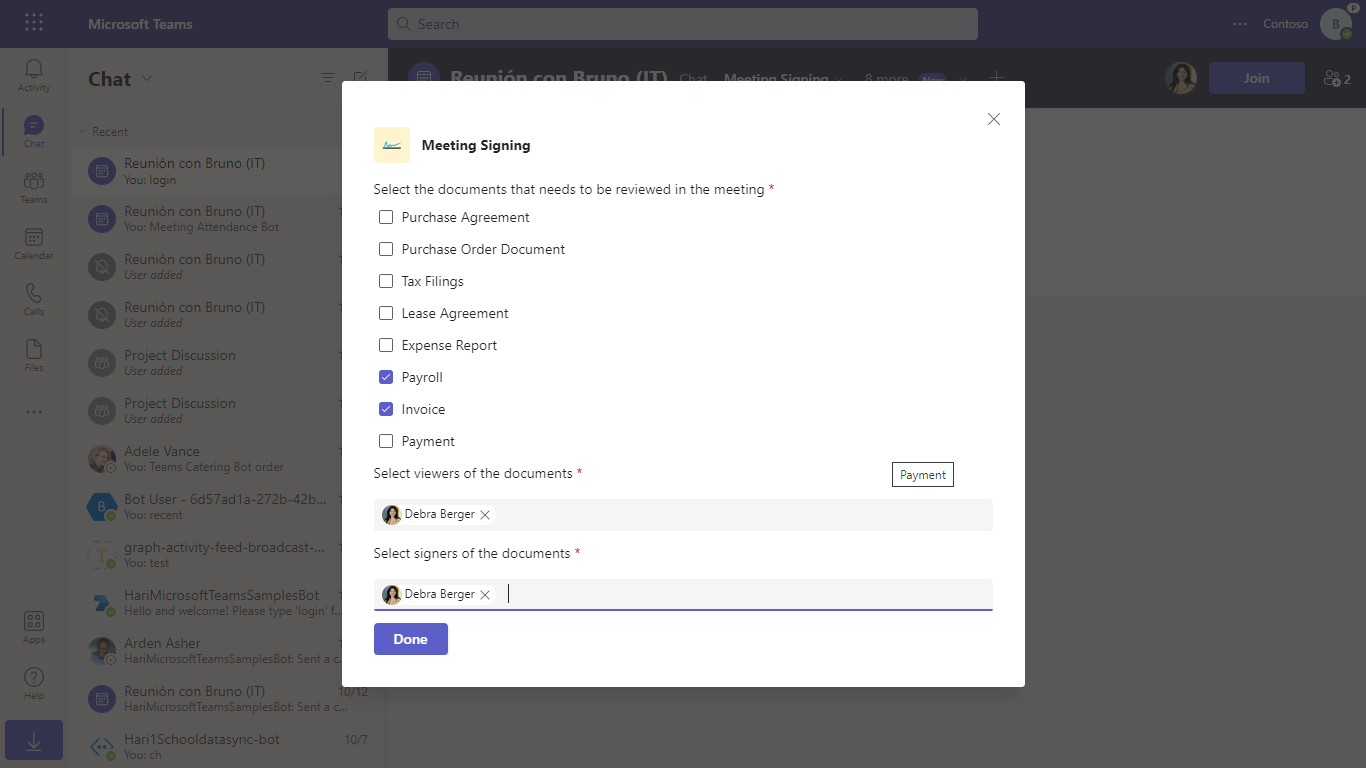 Microsoft Teams
Search
Contoso
P
B
Activity
Chat
Teams
Calendar
Calls
Files
Apps
Help
Chat
Recent
Reunión con Bruno (IT)
You: login
Reunión con Bruno (IT)
You: Meeting Attendance Bot
Reunión con Bruno (IT)
User added
Reunión con Bruno (IT)
User added
Project Discussion
User added
Project Discussion
User added
Adele Vance
You: Teams Catering Bot order
B
Bot User - 6d57ad1a-272b-42b...
You: recent
T
graph-activity-feed-broadcast-...
You: test
HariMicrosoftTeamsSamplesBot
Hello and welcome! Please type 'login' f...
Arden Asher
HariMicrosoftTeamsSamplesBot: Sent a c...
Reunión con Bruno (IT) 10/12
HariMicrosoftTeamsSamplesBot: Sent a c...
Hari1Schooldatasync-bot 10/7
You: ch
Reunión con Bruno (IT) Chat Meeting Signing 8 more New
Join
2
Meeting Signing
Select the documents that needs to be reviewed in the meeting *
Purchase Agreement
Purchase Order Document
Tax Filings
Lease Agreement
Expense Report
Payroll
Invoice
Payment
Select viewers of the documents *
Payment
Debra Berger
Select signers of the documents *
Debra Berger
Done